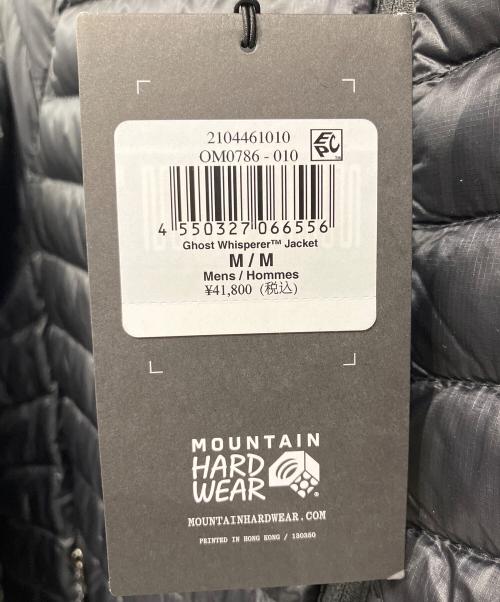 2104461010
OM0786 - 010
EPC
4 550327 066556
Ghost Whisperer™ Jacket
M / M
Mens / Hommes
¥41,800 (税込)
MOUNTAIN
HARD
WEAR
MOUNTAINHARDWEAR.COM
PRINTED IN HONG KONG / 130350